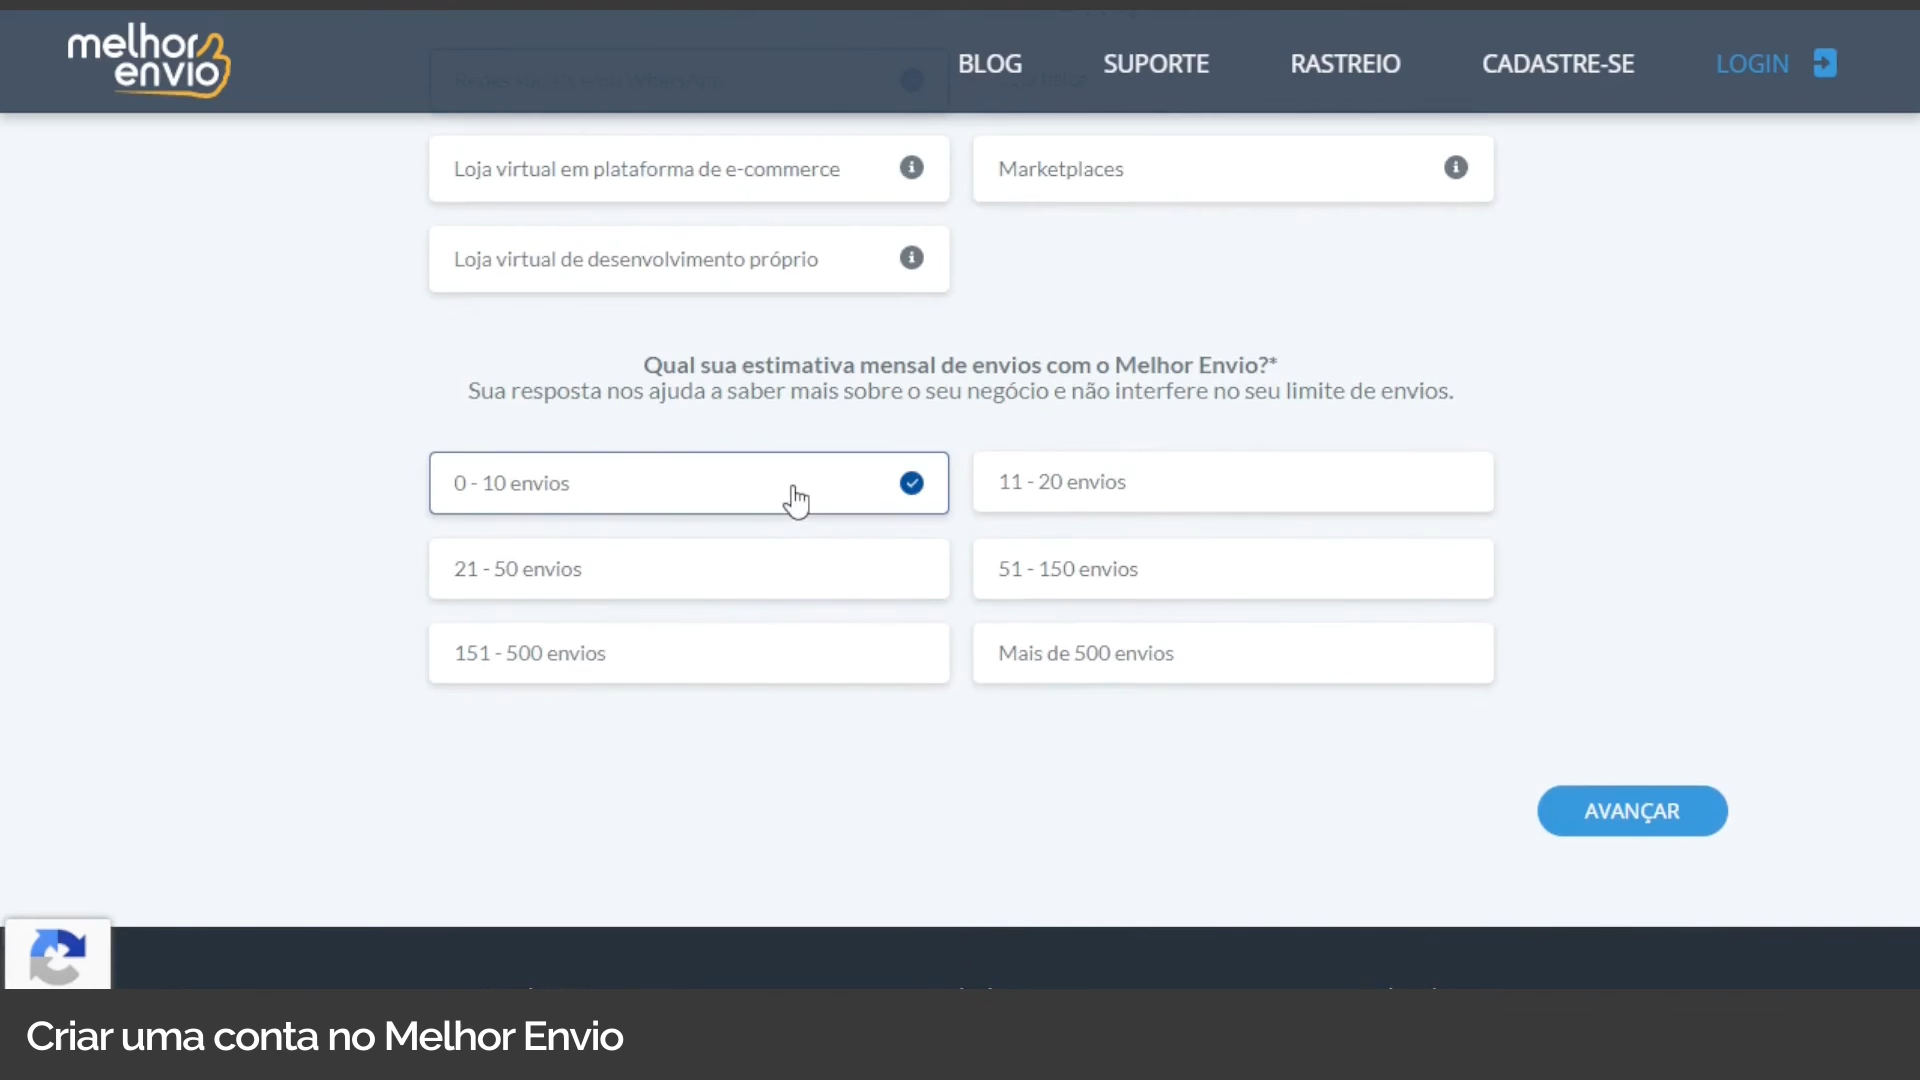 melhor
envio
BLOG
SUPORTE
RASTREIO
CADASTRE-SE
LOGIN
Loja virtual em plataforma de e-commerce
Marketplaces
Loja virtual de desenvolvimento próprio
Qual sua estimativa mensal de envios com o Melhor Envio?*
Sua resposta nos ajuda a saber mais sobre o seu negócio e não interfere no seu limite de envios.
0 - 10 envios
11 - 20 envios
21 - 50 envios
51 - 150 envios
151 - 500 envios
Mais de 500 envios
AVANÇAR
Criar uma conta no Melhor Envio